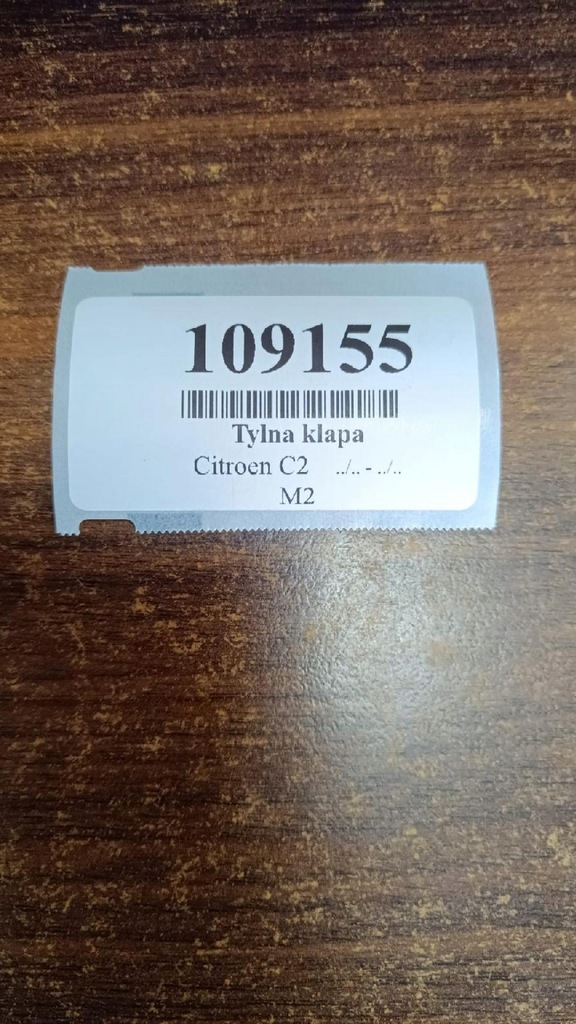 109155
Tylna klapa
Citroen C2 ../.. - ../..
M2